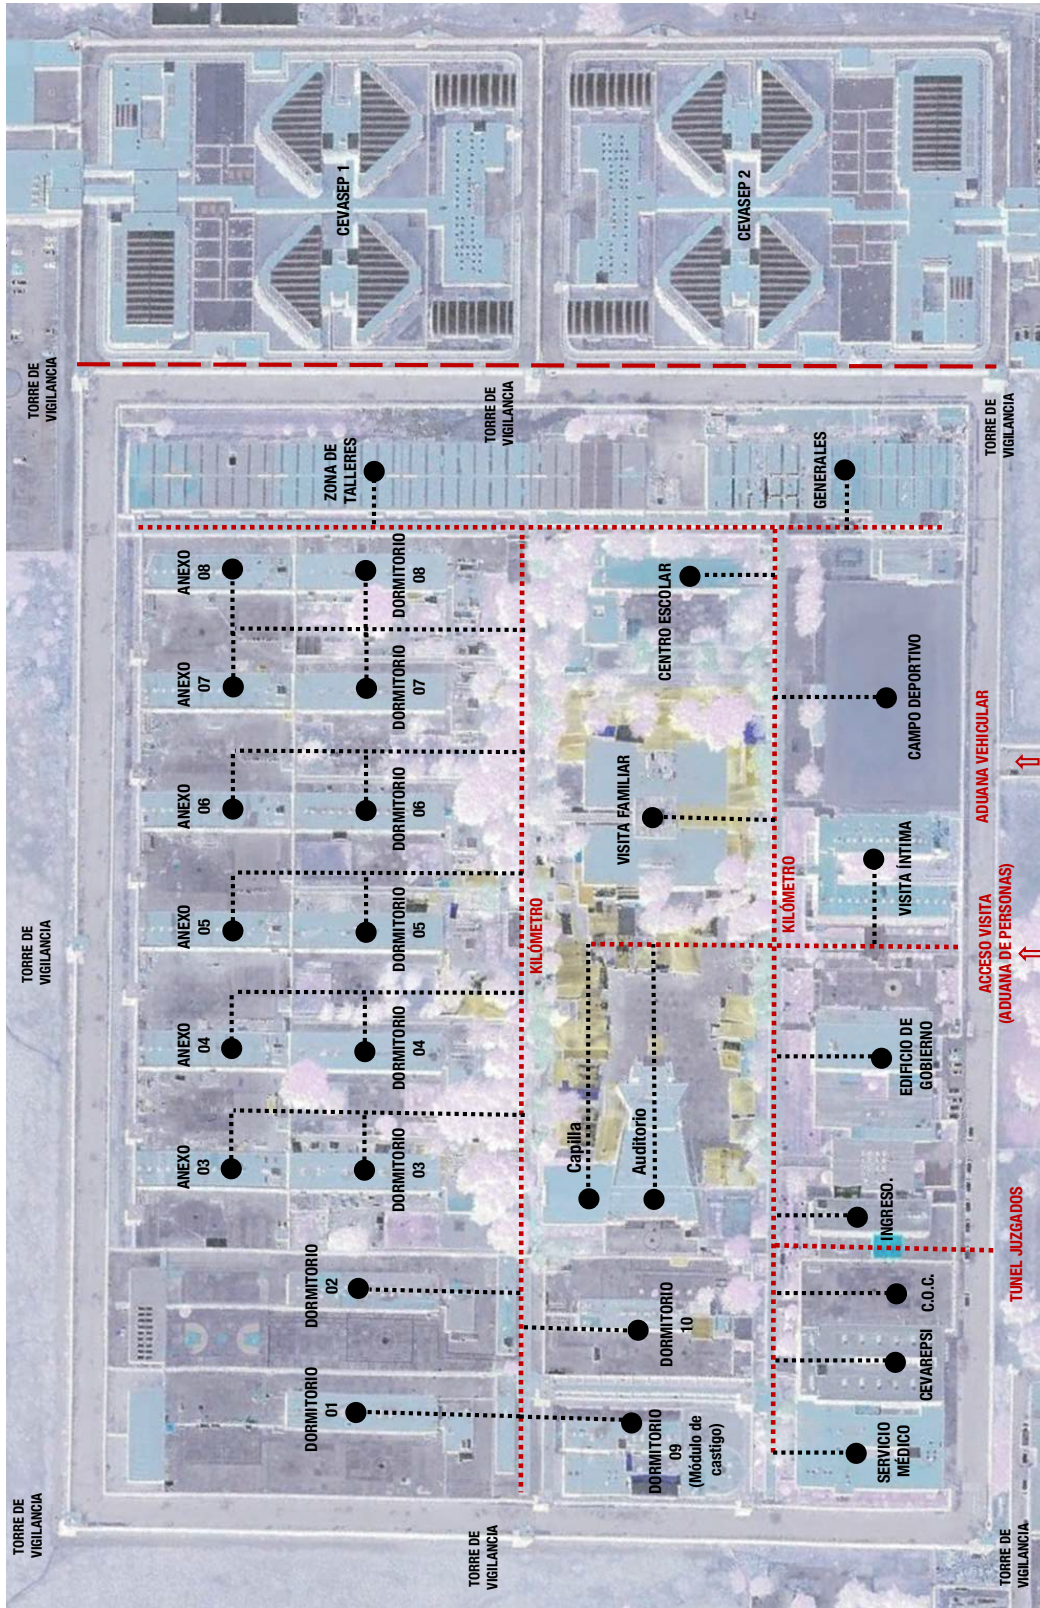 TORRE DE
VIGILANCIA
TORRE DE
VIGILANCIA
TORRE DE
VIGILANCIA
DORMITORIO
01
DORMITORIO
02
ANEXO
03
DORMITORIO
03
ANEXO
04
DORMITORIO
04
ANEXO
05
DORMITORIO
05
ANEXO
06
DORMITORIO
06
ANEXO
07
DORMITORIO
07
ANEXO
08
DORMITORIO
08
ZONA DE
TALLERES
CEVASEP 1
TORRE DE
VIGILANCIA
KILÓMETRO
TORRE DE
VIGILANCIA
DORMITORIO
09
(Módulo de
castigo)
DORMITORIO
10
Capilla
Auditorio
VISITA FAMILIAR
CENTRO ESCOLAR
CEVASEP 2
KILÓMETRO
SERVICIO
MÉDICO
CEVAREPSI
C.O.C.
INGRESO.
EDIFICIO DE
GOBIERNO
VISITA ÍNTIMA
CAMPO DEPORTIVO
GENERALES
TORRE DE
VIGILANCIA
TUNEL JUZGADOS
ACCESO VISITA
(ADUANA DE PERSONAS)
ADUANA VEHICULAR
TORRE DE
VIGILANCIA